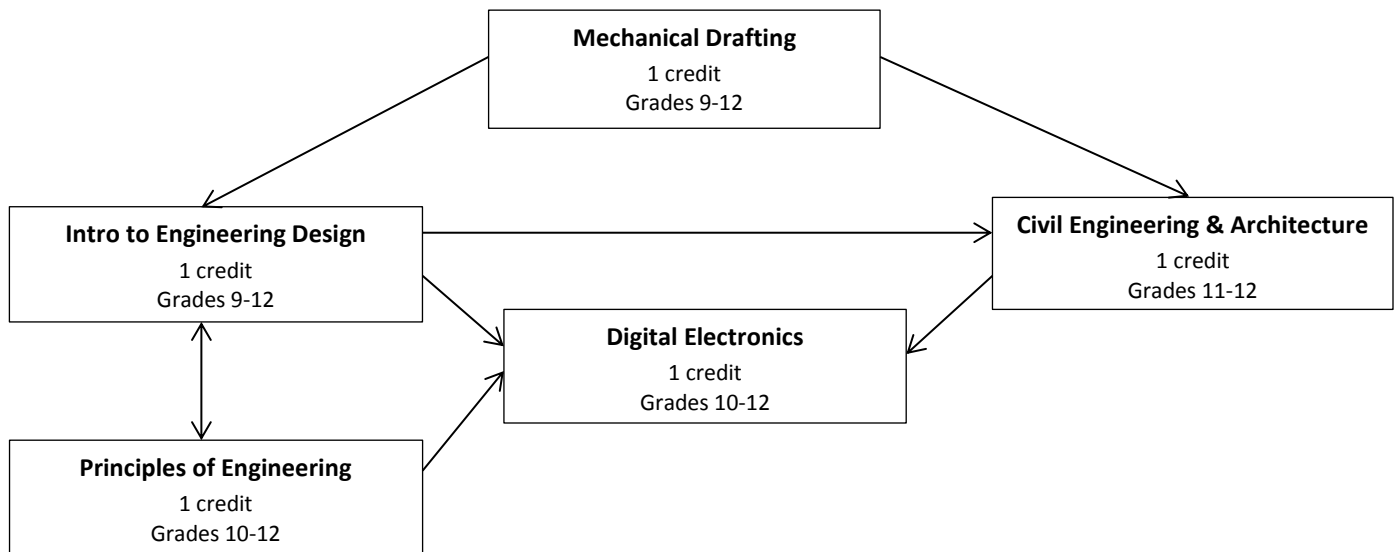 Mechanical Drafting
1 credit
Grades 9-12
Intro to Engineering Design
1 credit
Grades 9-12
Civil Engineering & Architecture
1 credit
Grades 11-12
Digital Electronics
1 credit
Grades 10-12
Principles of Engineering
1 credit
Grades 10-12